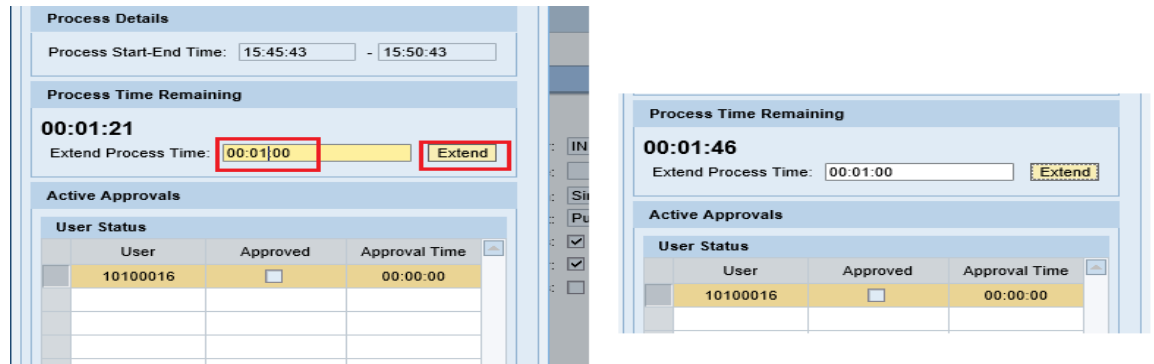 Process Details
Process Start-End Time: 15:45:43 - 15:50:43
Process Time Remaining
00:01:21
Extend Process Time: 00:01:00 Extend
Active Approvals
User Status
User Approved Approval Time
10100016 00:00:00
IN
Sin
Pu
Process Time Remaining
00:01:46
Extend Process Time: 00:01:00 Extend
Active Approvals
User Status
User Approved Approval Time
10100016 00:00:00